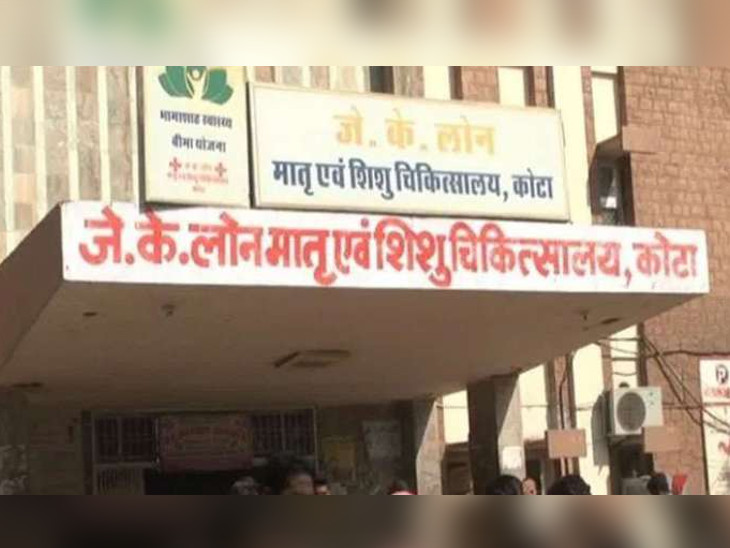 भामाशाह स्वास्थ्य
बीमा योजना
जे. के. लोन
मातृ एवं शिशु चिकित्सालय, कोटा
जे.के.लोन मातृ एवं शिशु चिकित्सालय, कोटा